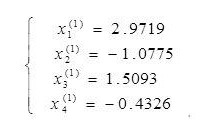 x₁⁽¹⁾ = 2.9719
x₂⁽¹⁾ = -1.0775
x₃⁽¹⁾ = 1.5093
x₄⁽¹⁾ = -0.4326